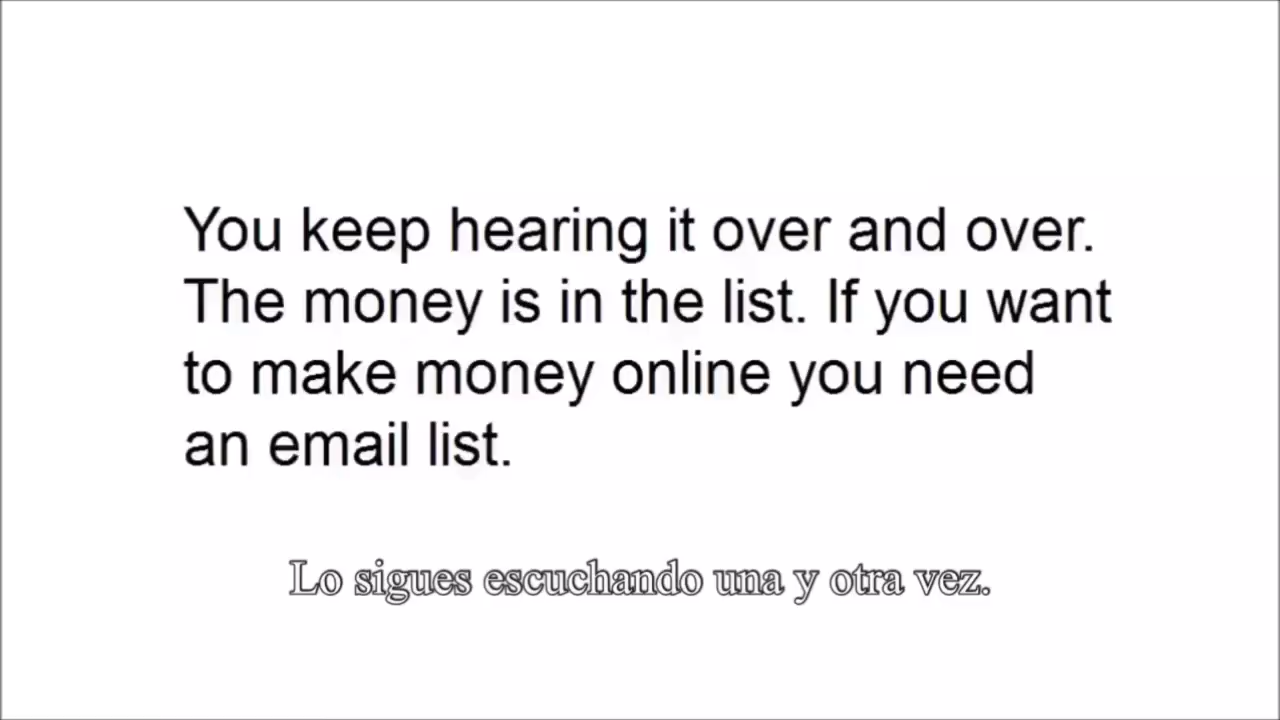 You keep hearing it over and over.
The money is in the list. If you want
to make money online you need
an email list.
Lo sigues escuchando una y otra vez.